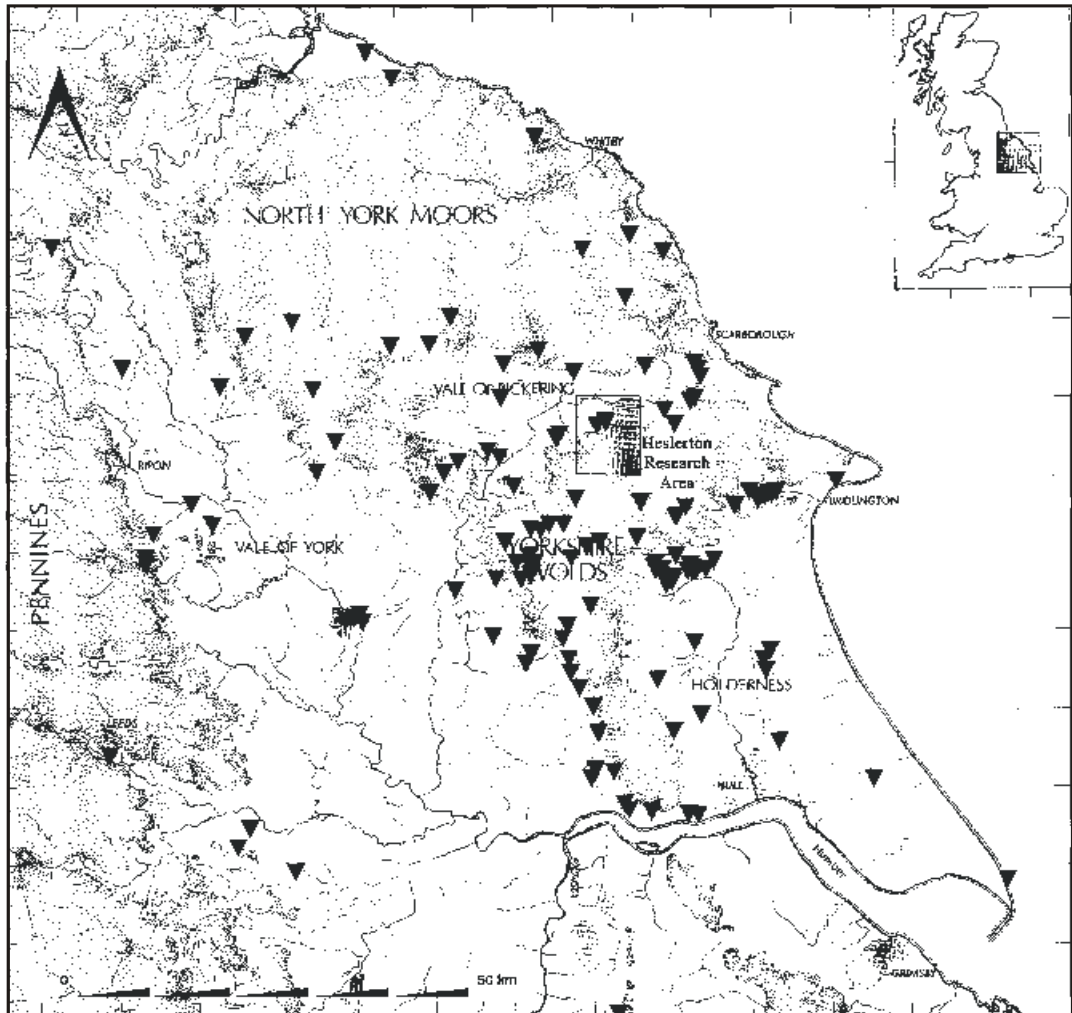 WHITBY
NORTH YORK MOORS
SCARBOROUGH
VALE OF PICKERING
Heslerton
Research
Area
RIPON
PENNINES
VALE OF YORK
YORKSHIRE
WOLDS
HOLDERNESS
LEEDS
HULL
Humber
GRIMSBY
0
50 km